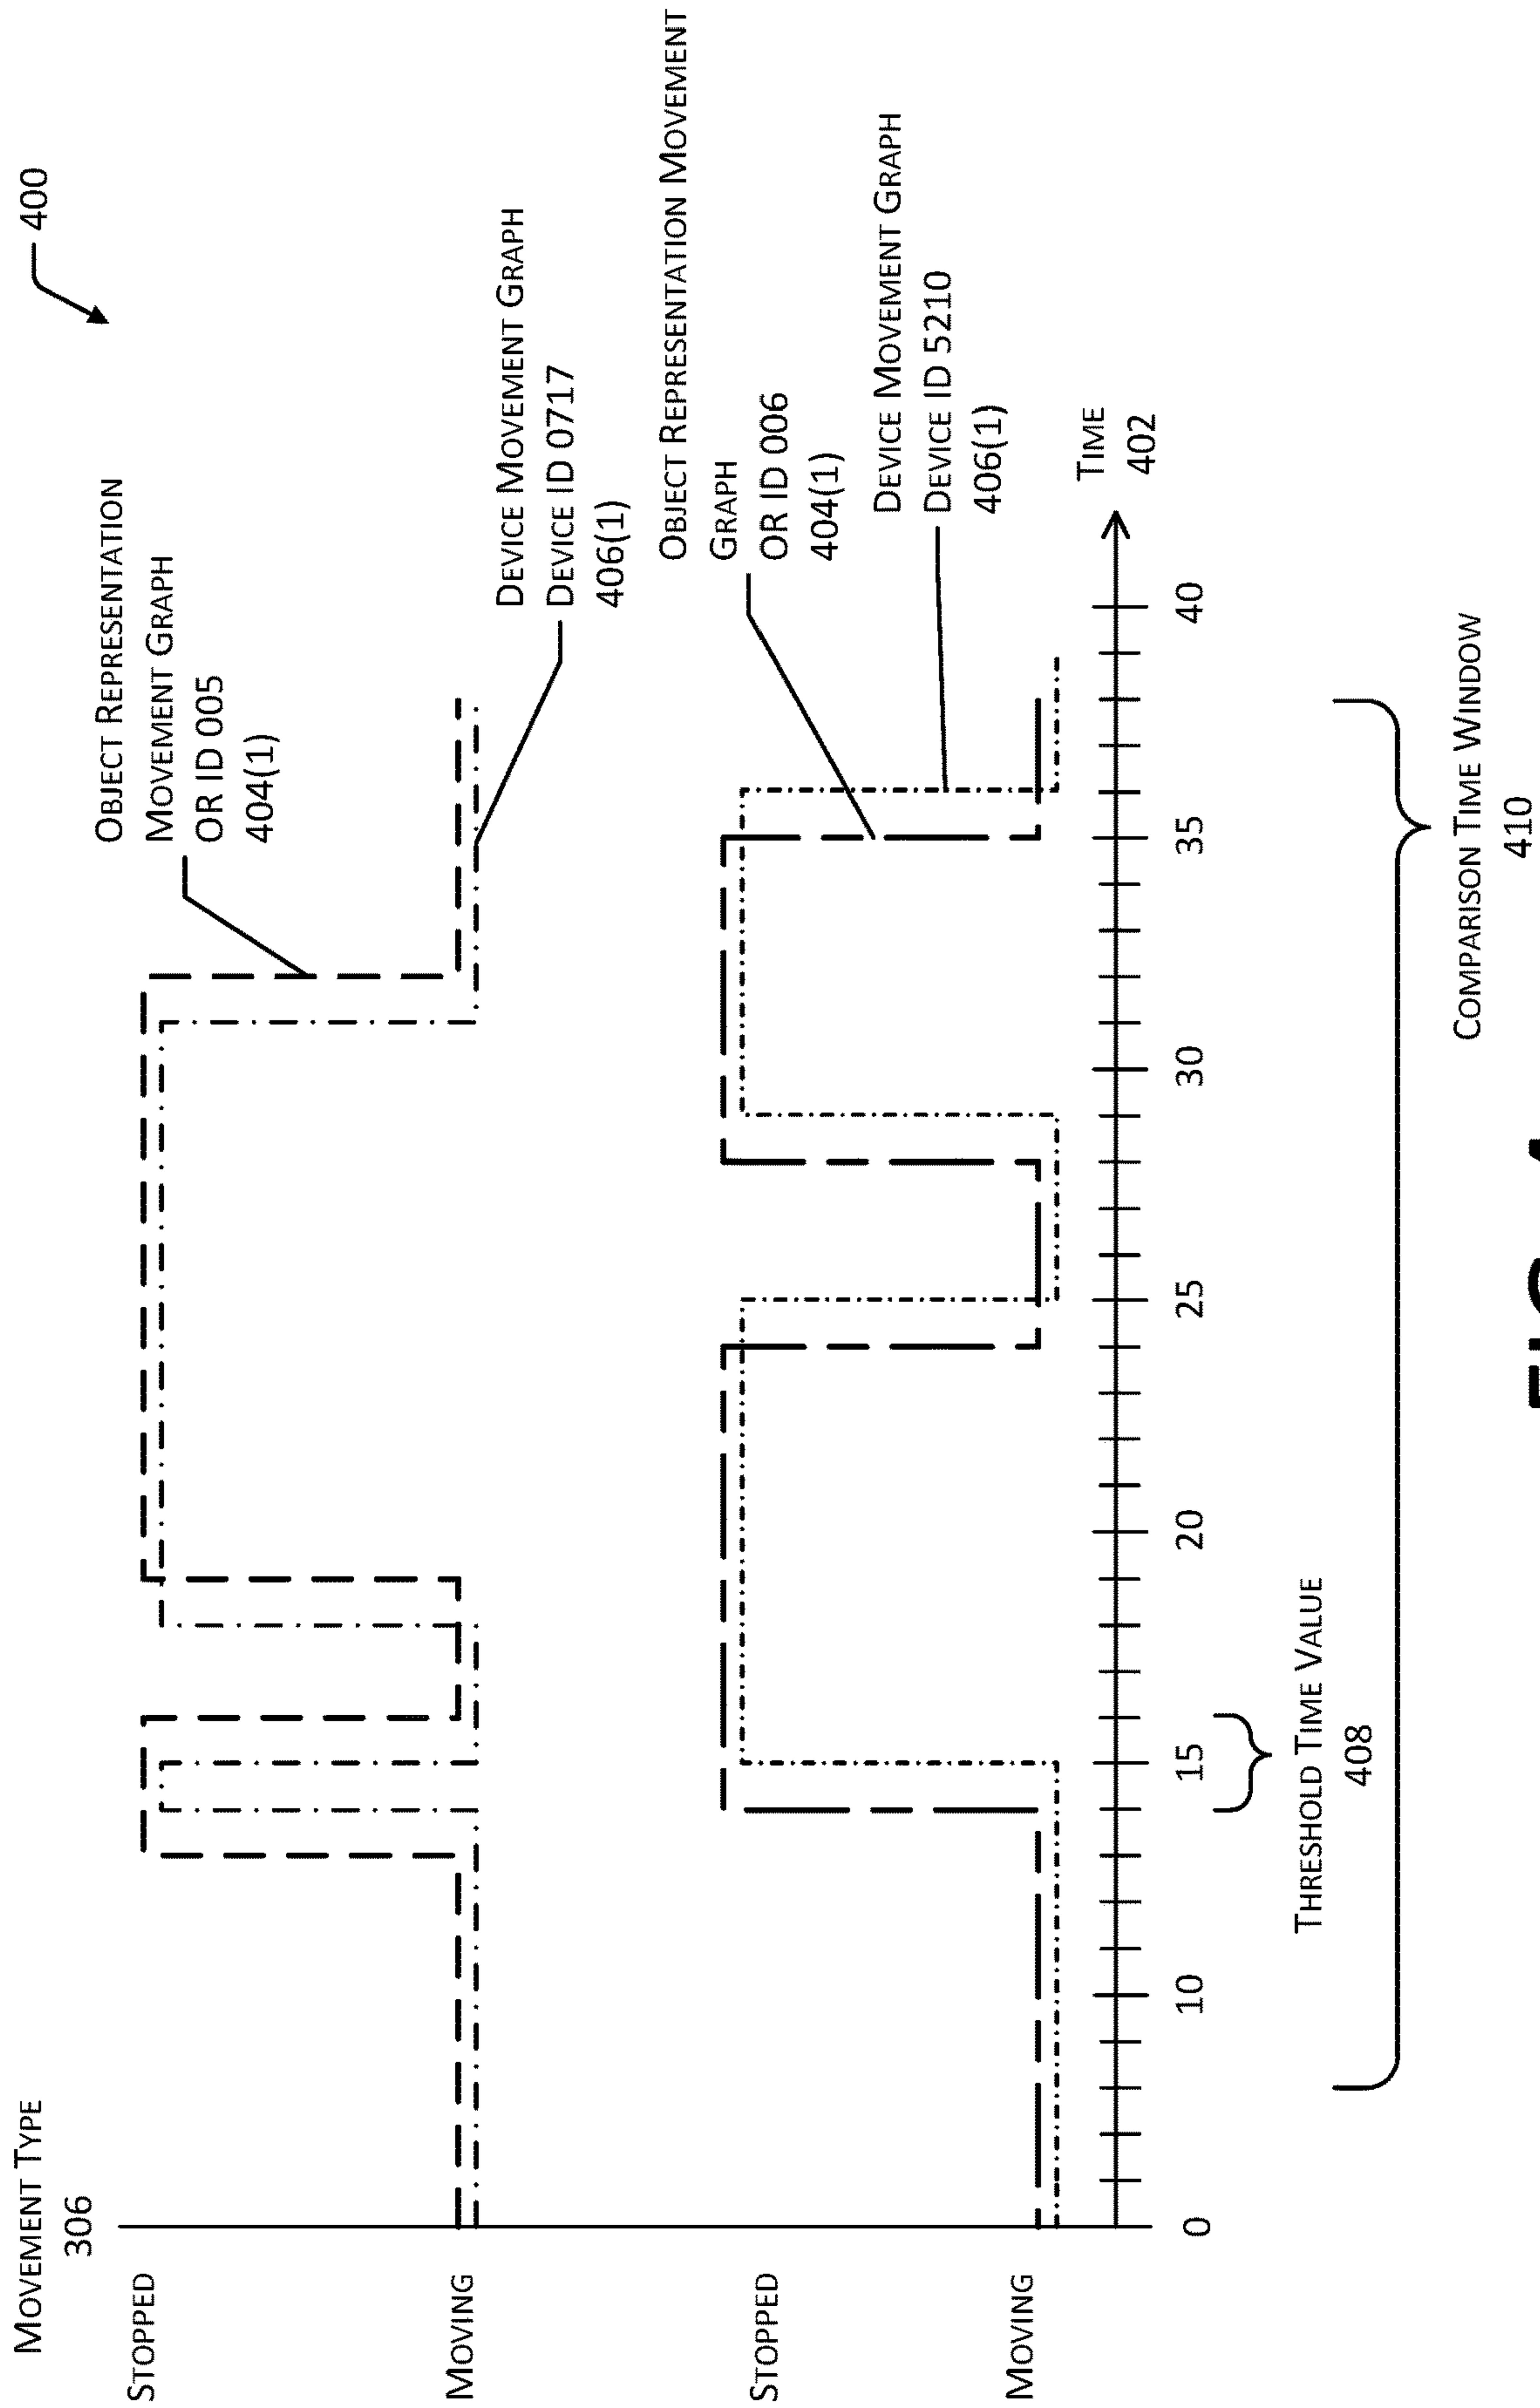 400
MOVEMENT TYPE
306
STOPPED
MOVING
OBJECT REPRESENTATION
MOVEMENT GRAPH
OR ID 005
404(1)
DEVICE MOVEMENT GRAPH
DEVICE ID 0717
406(1)
STOPPED
MOVING
OBJECT REPRESENTATION MOVEMENT
GRAPH
OR ID 006
404(1)
DEVICE MOVEMENT GRAPH
DEVICE ID 5210
406(1)
TIME
402
0 10 15 20 25 30 35 40
THRESHOLD TIME VALUE
408
COMPARISON TIME WINDOW
410